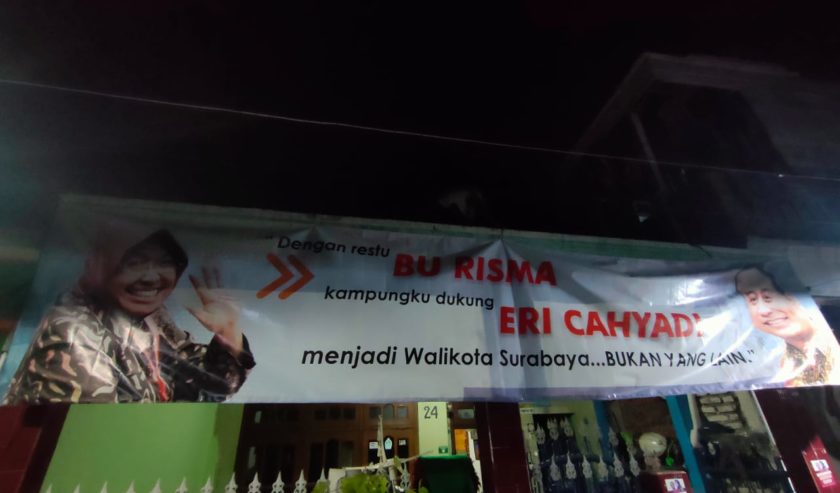 "Dengan restu
BU RISMA
kampungku dukung
ERI CAHYADI
menjadi Walikota Surabaya...BUKAN YANG LAIN."
24